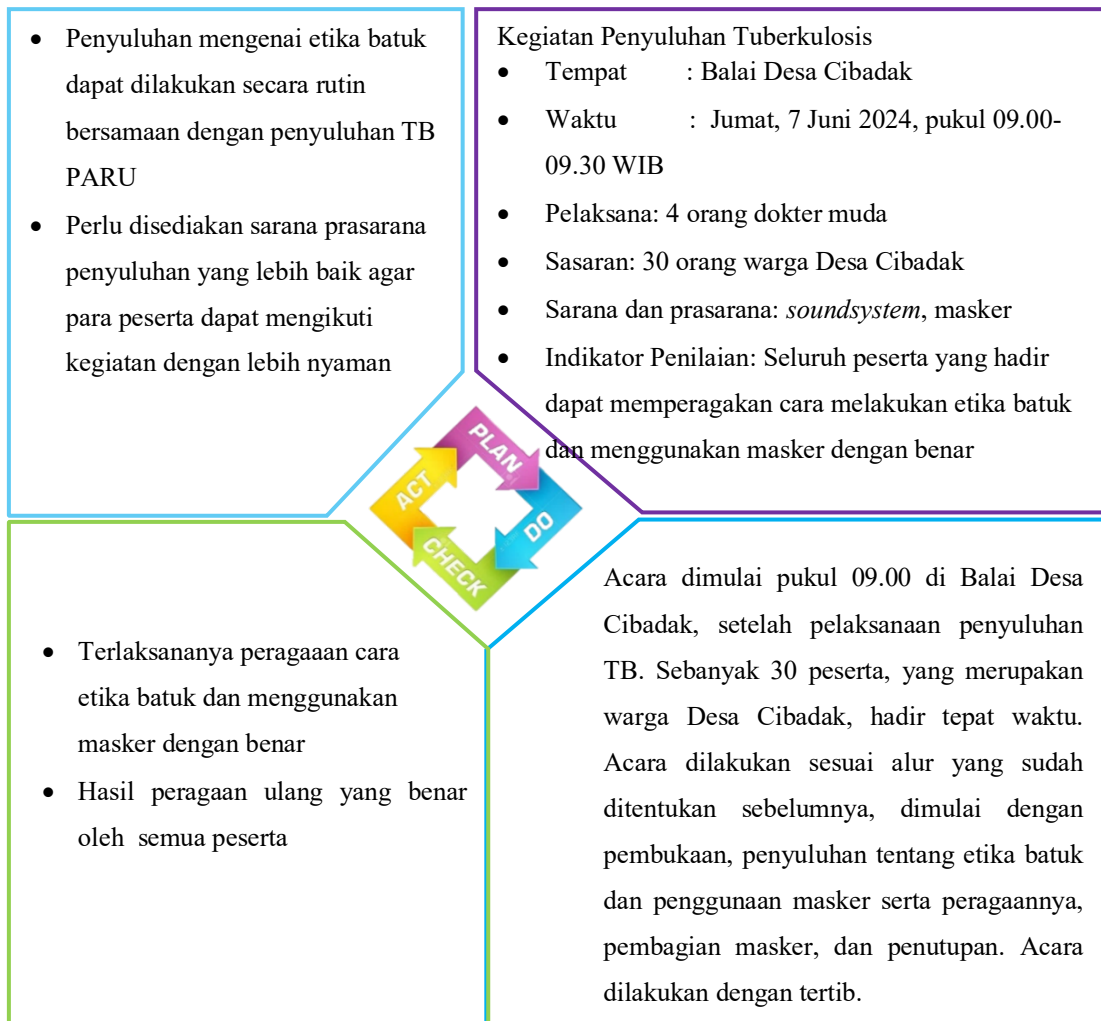 • Penyuluhan mengenai etika batuk
dapat dilakukan secara rutin
bersamaan dengan penyuluhan TB
PARU
• Perlu disediakan sarana prasarana
penyuluhan yang lebih baik agar
para peserta dapat mengikuti
kegiatan dengan lebih nyaman
Kegiatan Penyuluhan Tuberkulosis
• Tempat : Balai Desa Cibadak
• Waktu : Jumat, 7 Juni 2024, pukul 09.00-
09.30 WIB
• Pelaksana: 4 orang dokter muda
• Sasaran: 30 orang warga Desa Cibadak
• Sarana dan prasarana: soundsystem, masker
• Indikator Penilaian: Seluruh peserta yang hadir
dapat memperagakan cara melakukan etika batuk
dan menggunakan masker dengan benar
PLAN
DO
CHECK
ACT
• Terlaksananya peragaaan cara
etika batuk dan menggunakan
masker dengan benar
• Hasil peragaan ulang yang benar
oleh semua peserta
Acara dimulai pukul 09.00 di Balai Desa
Cibadak, setelah pelaksanaan penyuluhan
TB. Sebanyak 30 peserta, yang merupakan
warga Desa Cibadak, hadir tepat waktu.
Acara dilakukan sesuai alur yang sudah
ditentukan sebelumnya, dimulai dengan
pembukaan, penyuluhan tentang etika batuk
dan penggunaan masker serta peragaannya,
pembagian masker, dan penutupan. Acara
dilakukan dengan tertib.